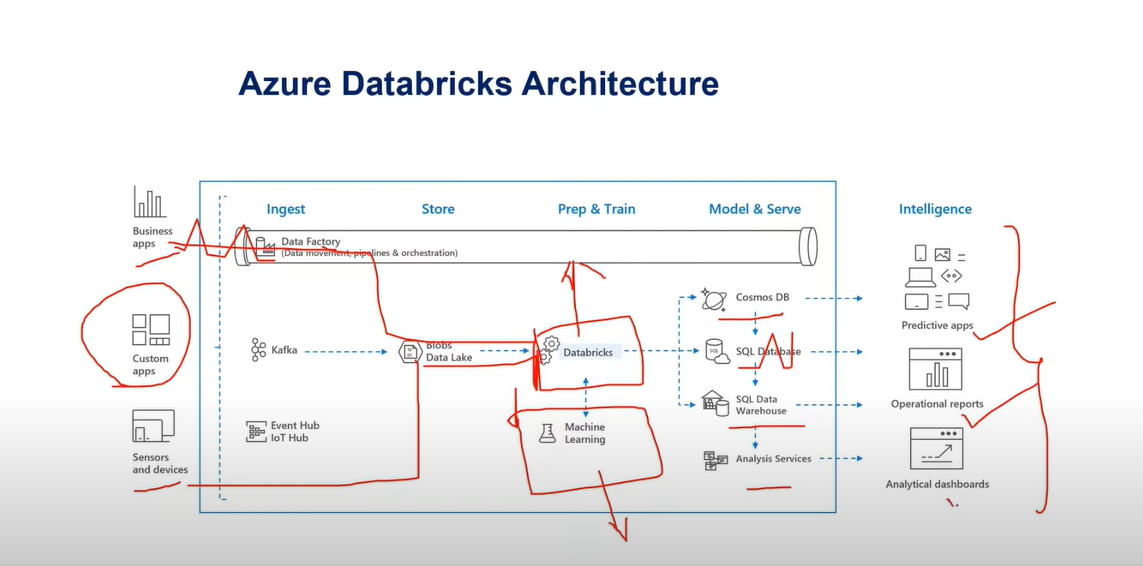 Azure Databricks Architecture
Business
apps
Custom
apps
Sensors
and devices
Ingest
Store
Prep & Train
Model & Serve
Intelligence
Data Factory
(Data movement, pipelines & orchestration)
Kafka
Event Hub
IoT Hub
Blobs
Data Lake
Databricks
Machine
Learning
Cosmos DB
SQL Database
SQL Data
Warehouse
Analysis Services
Predictive apps
Operational reports
Analytical dashboards